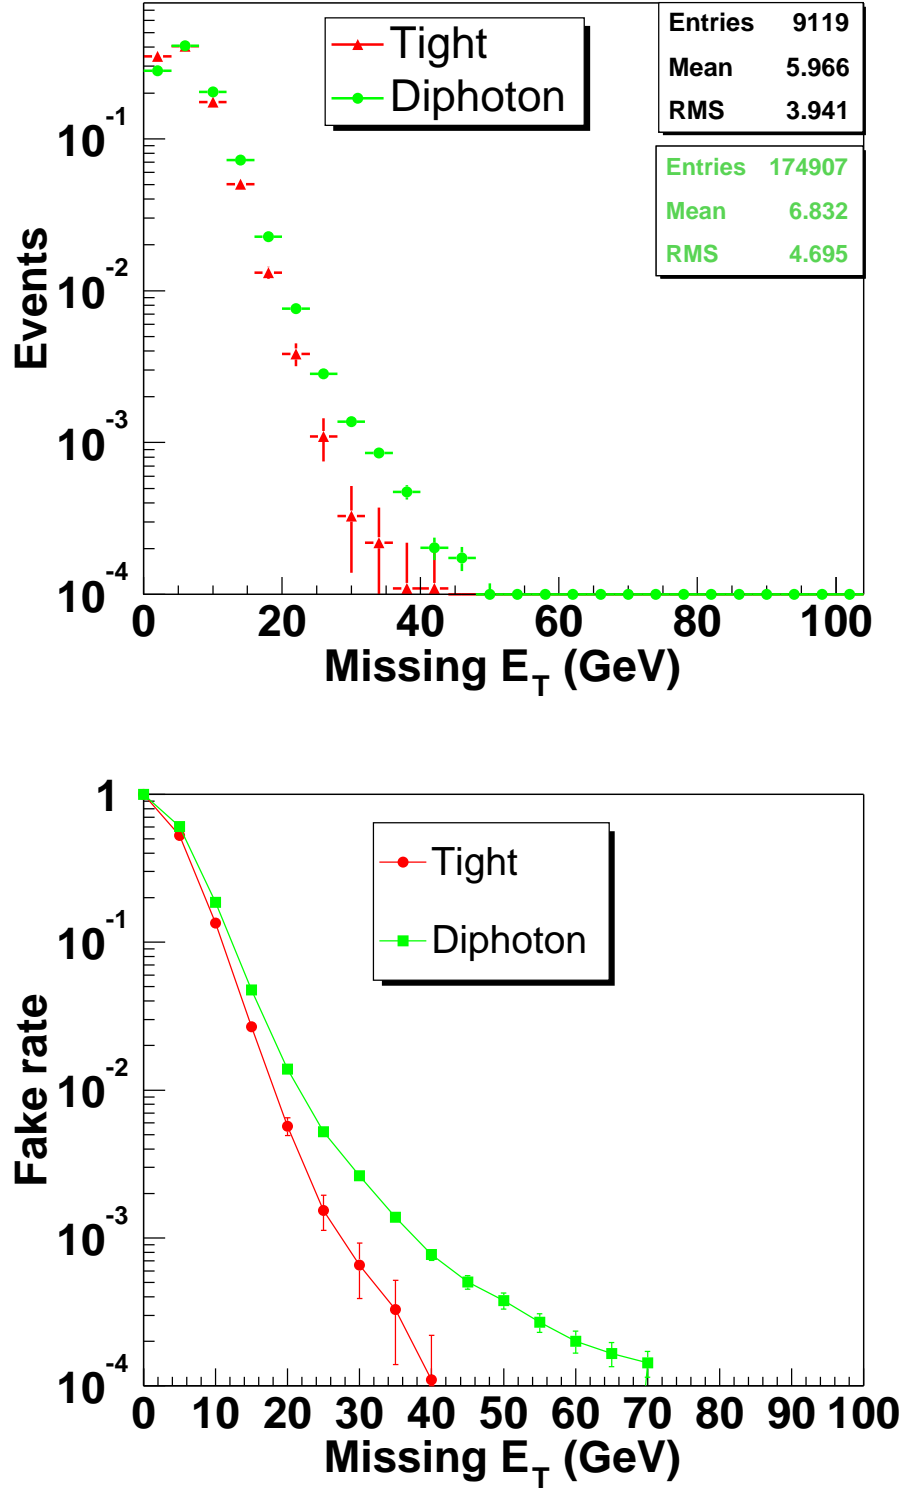 Tight
Diphoton
Entries 9119
Mean 5.966
RMS 3.941
Entries 174907
Mean 6.832
RMS 4.695
Events
10-1
10-2
10-3
10-4
0 20 40 60 80 100
Missing ET (GeV)
Tight
Diphoton
Fake rate
1
10-1
10-2
10-3
10-4
0 10 20 30 40 50 60 70 80 90 100
Missing ET (GeV)